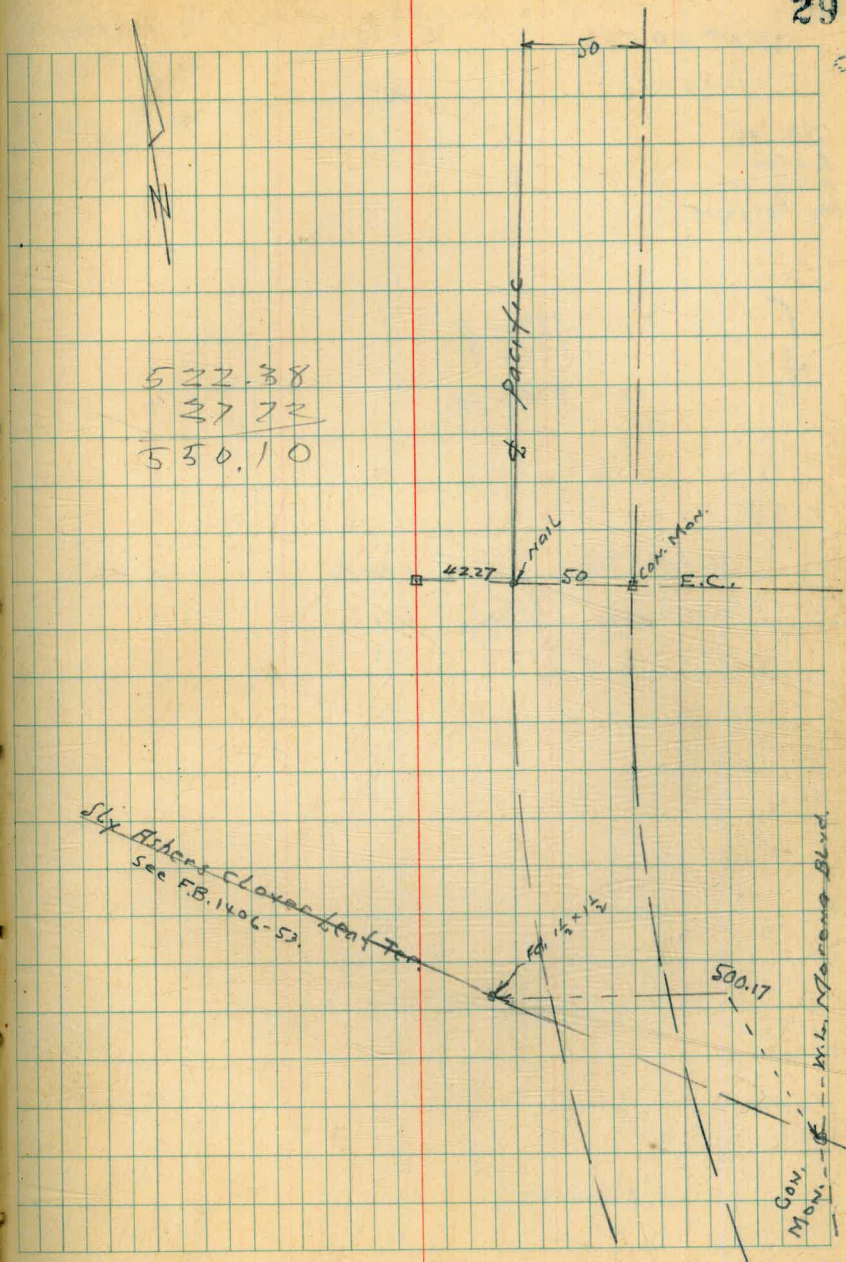 29
50
N
522.38
27 72
550.10
℄ Pacific
Nail
42.27
50
Con. Mon.
E.C.
Sly Ashers Clover Leaf Ter.
See F.B. 1406-53.
Fd. 1½ x 1½
500.17
W.L. Morena Blvd.
Con.
Mon.